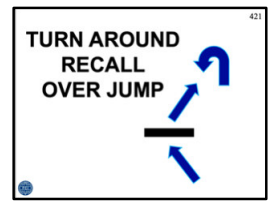 421
TURN AROUND
RECALL
OVER JUMP